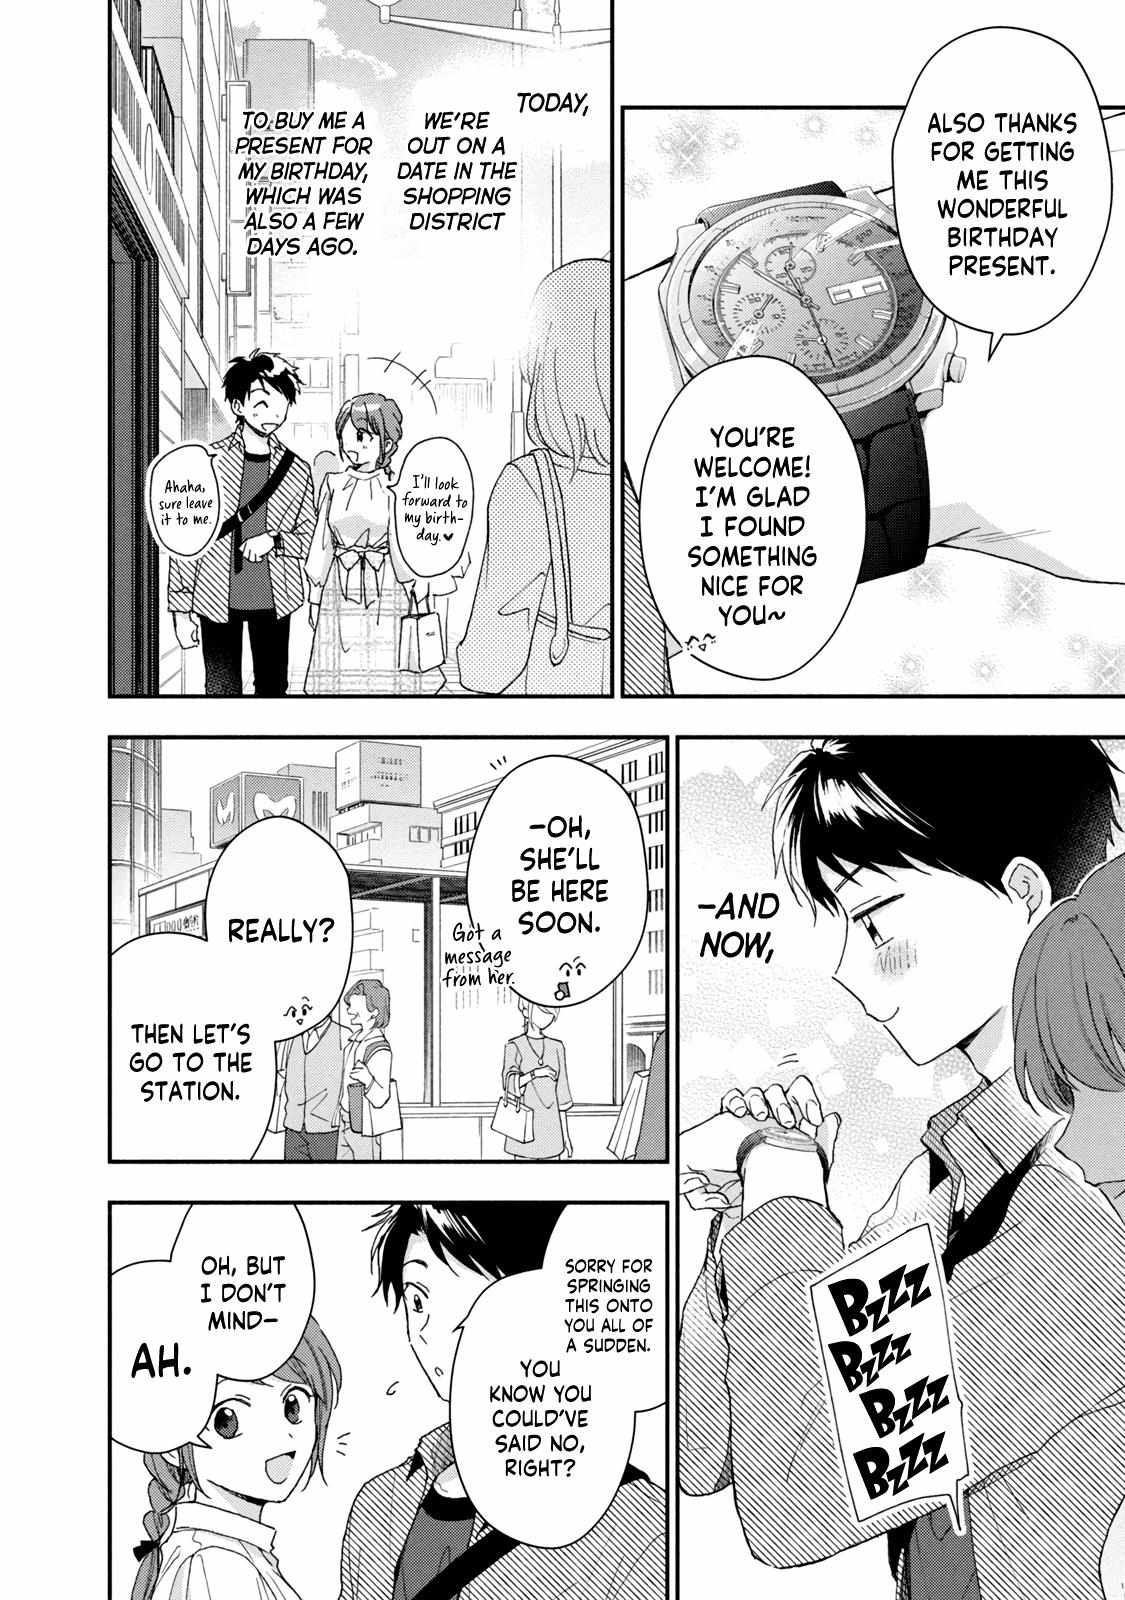 ALSO THANKS
FOR GETTING
ME THIS
WONDERFUL
BIRTHDAY
PRESENT.
YOU'RE
WELCOME!
I'M GLAD
I FOUND
SOMETHING
NICE FOR
YOU~
TODAY,
WE'RE
OUT ON A
DATE IN THE
SHOPPING
DISTRICT
TO BUY ME A
PRESENT FOR
MY BIRTHDAY,
WHICH WAS
ALSO A FEW
DAYS AGO.
I'll look
forward to
my birth-
day.♥
Ahaha,
sure leave
it to me.
-AND
NOW,
BZZZ
BZZZ
BZZZ
BZZZ
-OH,
SHE'LL
BE HERE
SOON.
Got a
message
from her.
REALLY?
THEN LET'S
GO TO THE
STATION.
SORRY FOR
SPRINGING
THIS ONTO
YOU ALL OF
A SUDDEN.
YOU
KNOW YOU
COULD'VE
SAID NO,
RIGHT?
OH, BUT
I DON'T
MIND-
AH.